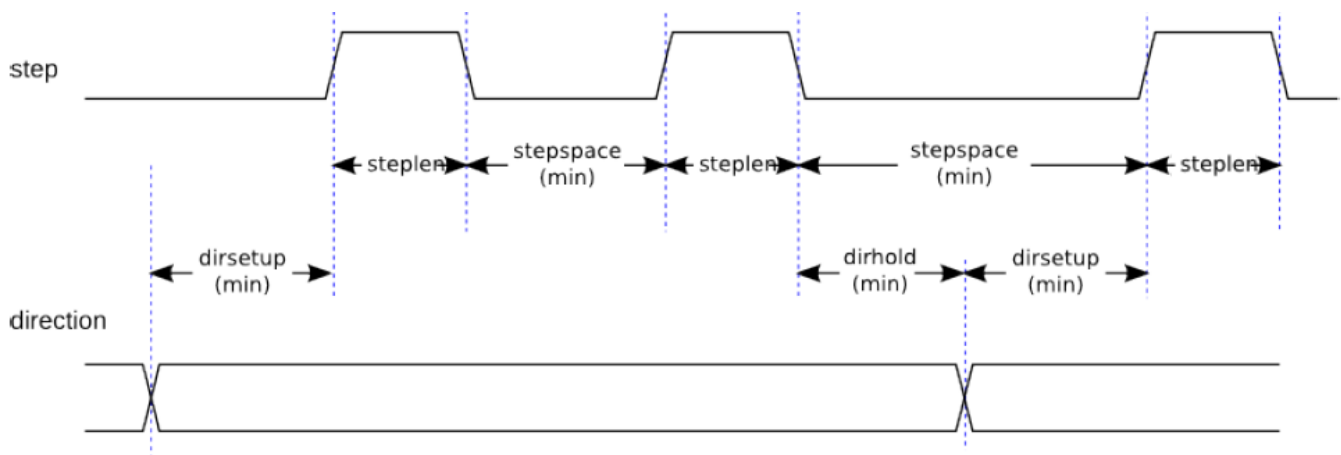 step
steplen
stepspace
(min)
steplen
stepspace
(min)
steplen
dirsetup
(min)
dirhold
(min)
dirsetup
(min)
direction